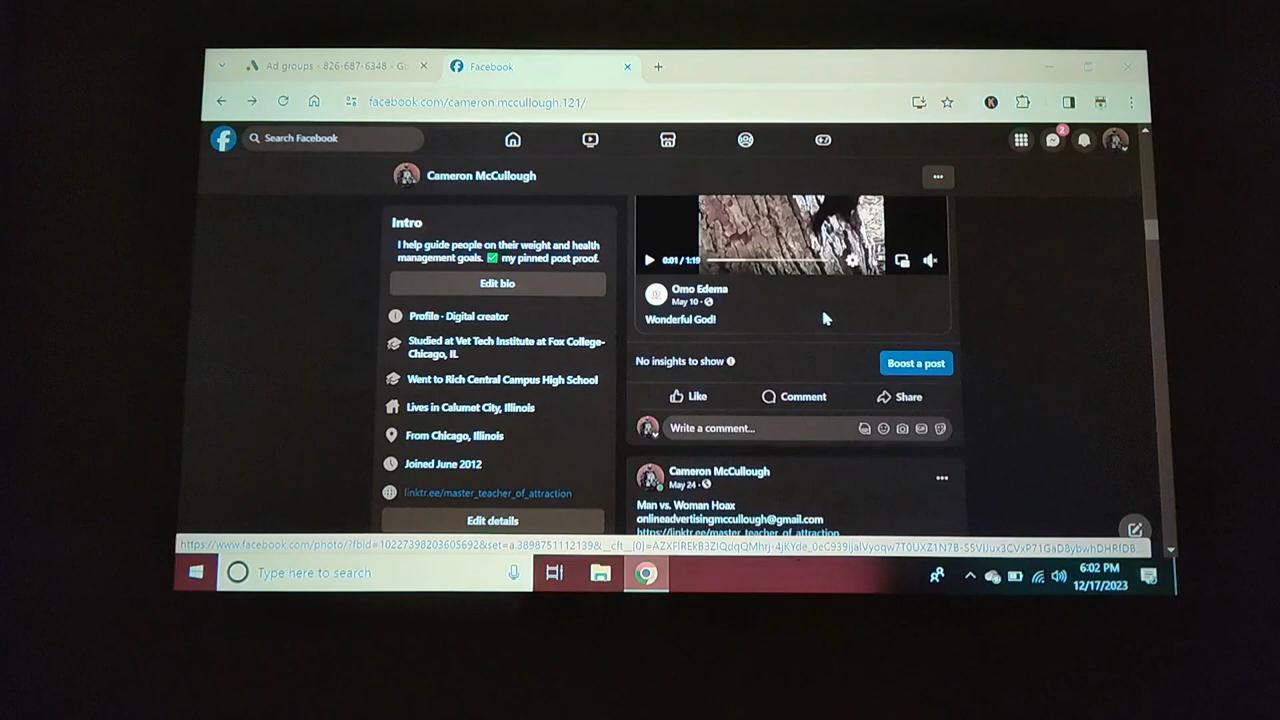 Ad groups - 826-687-6348 - Go
Facebook
facebook.com/cameron.mccullough.121/
Search Facebook
2
Cameron McCullough
Intro
I help guide people on their weight and health
management goals. ✅ my pinned post proof.
Edit bio
Profile · Digital creator
Studied at Vet Tech Institute at Fox College-
Chicago, IL
Went to Rich Central Campus High School
Lives in Calumet City, Illinois
From Chicago, Illinois
Joined June 2012
linktr.ee/master_teacher_of_attraction
Edit details
0:01 / 1:19
Omo Edema
May 10 ·
Wonderful God!
No insights to show
Boost a post
Like
Comment
Share
Write a comment...
Cameron McCullough
May 24 ·
Man vs. Woman Hoax
onlineadvertisingmccullough@gmail.com
https://linktr.ee/master_teacher_of_attraction
Type here to search
6:02 PM
12/17/2023